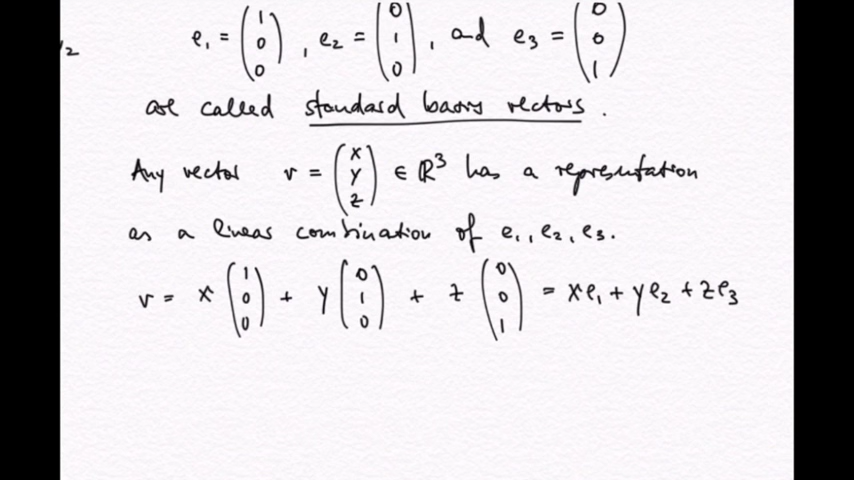 e₁ = (1 0 0), e₂ = (0 1 0), and e₃ = (0 0 1)
are called standard basis vectors.
Any vector v = (x y z) ∈ ℝ³ has a representation
as a linear combination of e₁, e₂, e₃.
v = x (1 0 0) + y (0 1 0) + z (0 0 1) = xe₁ + ye₂ + ze₃